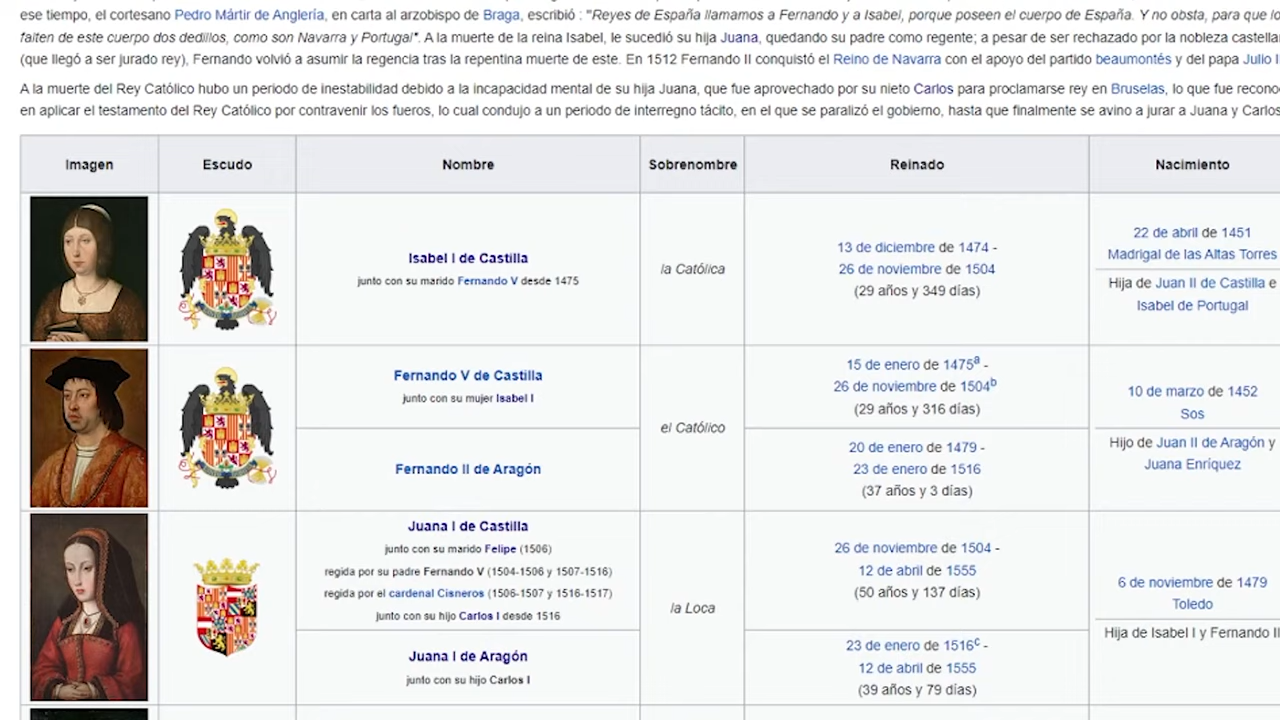 ese tiempo, el cortesano Pedro Mártir de Anglería, en carta al arzobispo de Braga, escribió : "Reyes de España llamamos a Fernando y a Isabel, porque poseen el cuerpo de España. Y no obsta, para que
falten de este cuerpo dos dedillos, como son Navarra y Portugal". A la muerte de la reina Isabel, le sucedió su hija Juana, quedando su padre como regente; a pesar de ser rechazado por la nobleza
(que llegó a ser jurado rey), Fernando volvió a asumir la regencia tras la repentina muerte de este. En 1512 Fernando II conquistó el Reino de Navarra con el apoyo del partido beaumontés y del papa Julio
A la muerte del Rey Católico hubo un periodo de inestabilidad debido a la incapacidad mental de su hija Juana, que fue aprovechado por su nieto Carlos para proclamarse rey en Bruselas, lo que fue
en aplicar el testamento del Rey Católico por contravenir los fueros, lo cual condujo a un periodo de interregno tácito, en el que se paralizó el gobierno, hasta que finalmente se avino a jurar a Juana y Carlos
Imagen Escudo Nombre Sobrenombre Reinado Nacimiento
Isabel I de Castilla
junto con su marido Fernando V desde 1475
la Católica
13 de diciembre de 1474 -
26 de noviembre de 1504
(29 años y 349 días)
22 de abril de 1451
Madrigal de las Altas Torres
Hija de Juan II de Castilla e
Isabel de Portugal
Fernando V de Castilla
junto con su mujer Isabel I
Fernando II de Aragón
el Católico
15 de enero de 1475a -
26 de noviembre de 1504b
(29 años y 316 días)
20 de enero de 1479 -
23 de enero de 1516
(37 años y 3 días)
10 de marzo de 1452
Sos
Hijo de Juan II de Aragón y
Juana Enríquez
Juana I de Castilla
junto con su marido Felipe (1506)
regida por su padre Fernando V (1504-1506 y 1507-1516)
regida por el cardenal Cisneros (1506-1507 y 1516-1517)
junto con su hijo Carlos I desde 1516
Juana I de Aragón
junto con su hijo Carlos I
la Loca
26 de noviembre de 1504 -
12 de abril de 1555
(50 años y 137 días)
23 de enero de 1516c -
12 de abril de 1555
(39 años y 79 días)
6 de noviembre de 1479
Toledo
Hija de Isabel I y Fernando II